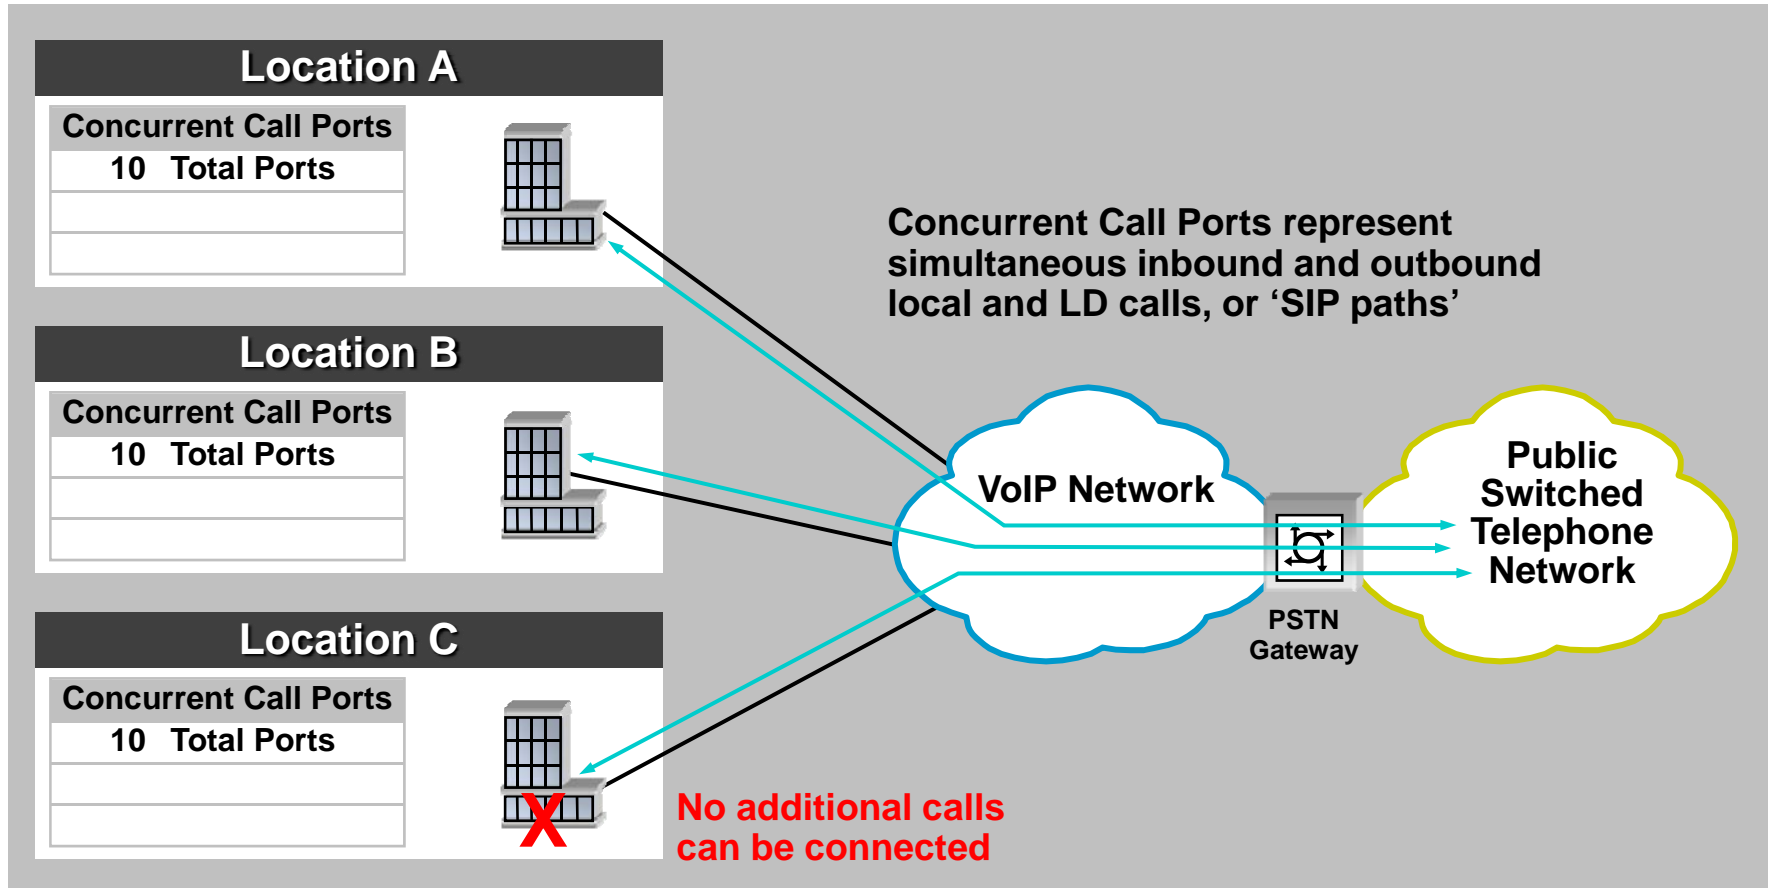 Location A
Concurrent Call Ports
10 Total Ports
Location B
Concurrent Call Ports
10 Total Ports
Location C
Concurrent Call Ports
10 Total Ports
X
No additional calls
can be connected
Concurrent Call Ports represent
simultaneous inbound and outbound
local and LD calls, or ‘SIP paths’
VoIP Network
PSTN
Gateway
Public
Switched
Telephone
Network